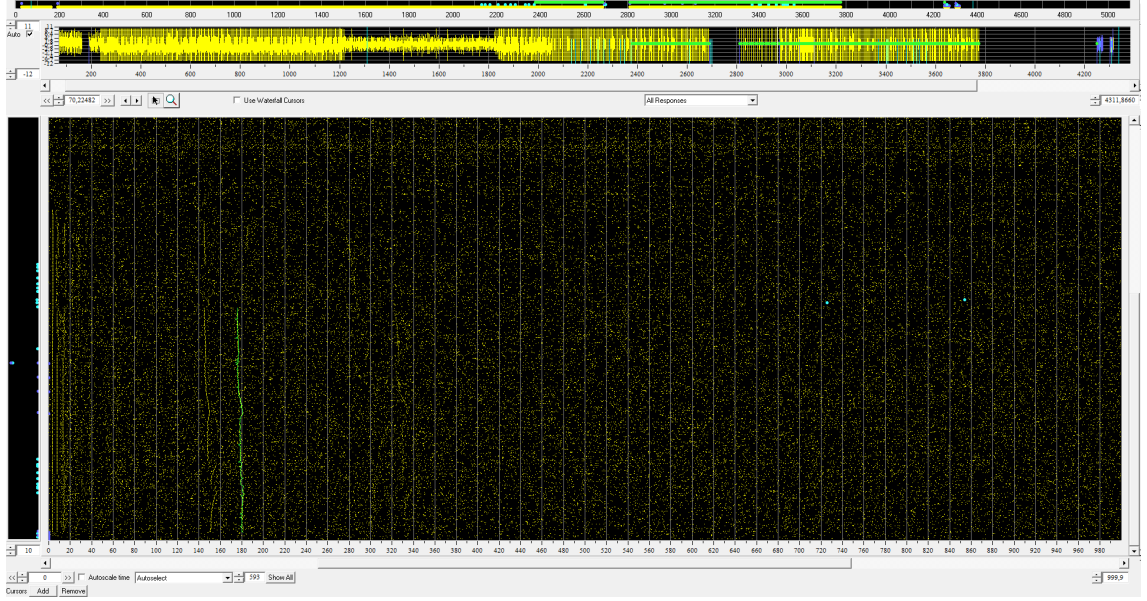 0 200 400 600 800 1000 1200 1400 1600 1800 2000 2200 2400 2600 2800 3000 3200 3400 3600 3800 4000 4200 4400 4600 4800 5000
11
Auto
-12
200 400 600 800 1000 1200 1400 1600 1800 2000 2200 2400 2600 2800 3000 3200 3400 3600 3800 4000 4200
<< 70,22482 >> Use Waterfall Cursors All Responses 4311,8660
10 0 20 40 60 80 100 120 140 160 180 200 220 240 260 280 300 320 340 360 380 400 420 440 460 480 500 520 540 560 580 600 620 640 660 680 700 720 740 760 780 800 820 840 860 880 900 920 940 960 980
<< 0 >> Autoscale time Autoselect 593 Show All 999,9
Cursors Add Remove